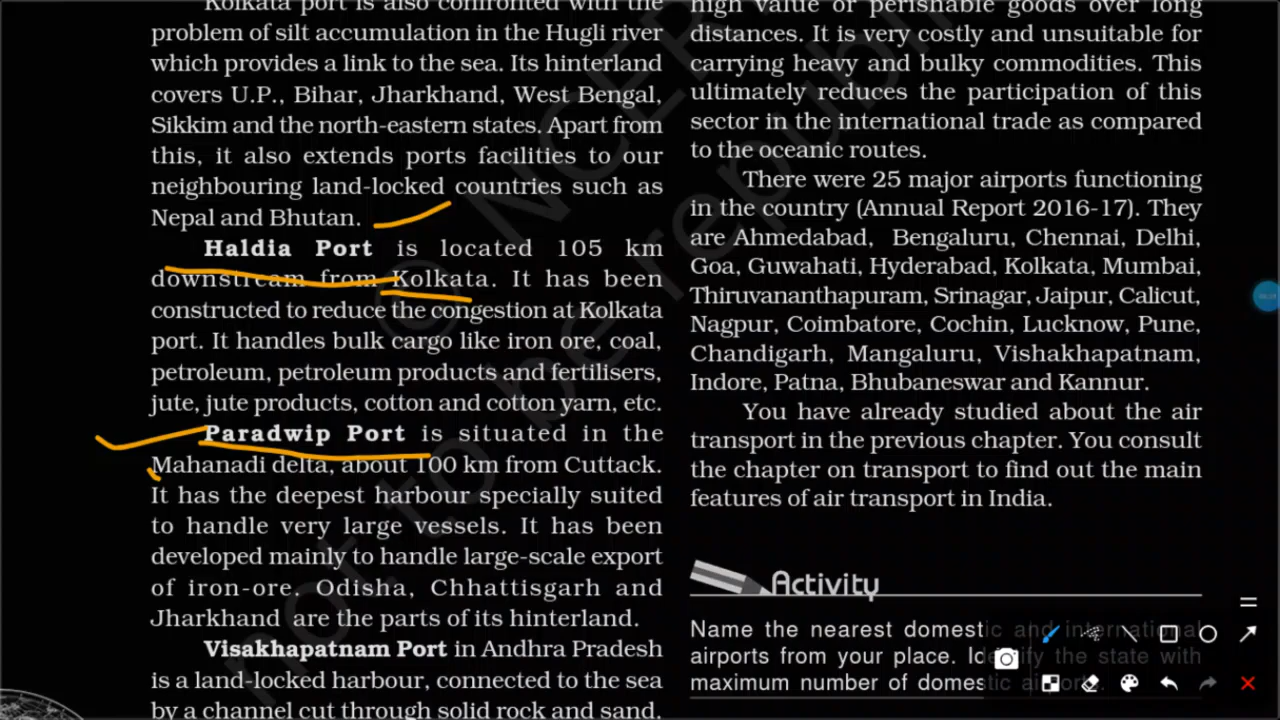 Kolkata port is also confronted with the
problem of silt accumulation in the Hugli river
which provides a link to the sea. Its hinterland
covers U.P., Bihar, Jharkhand, West Bengal,
Sikkim and the north-eastern states. Apart from
this, it also extends ports facilities to our
neighbouring land-locked countries such as
Nepal and Bhutan.
Haldia Port is located 105 km
downstream from Kolkata. It has been
constructed to reduce the congestion at Kolkata
port. It handles bulk cargo like iron ore, coal,
petroleum, petroleum products and fertilisers,
jute, jute products, cotton and cotton yarn, etc.
Paradwip Port is situated in the
Mahanadi delta, about 100 km from Cuttack.
It has the deepest harbour specially suited
to handle very large vessels. It has been
developed mainly to handle large-scale export
of iron-ore. Odisha, Chhattisgarh and
Jharkhand are the parts of its hinterland.
Visakhapatnam Port in Andhra Pradesh
is a land-locked harbour, connected to the sea
by a channel cut through solid rock and sand.
high value or perishable goods over long
distances. It is very costly and unsuitable for
carrying heavy and bulky commodities. This
ultimately reduces the participation of this
sector in the international trade as compared
to the oceanic routes.
There were 25 major airports functioning
in the country (Annual Report 2016-17). They
are Ahmedabad, Bengaluru, Chennai, Delhi,
Goa, Guwahati, Hyderabad, Kolkata, Mumbai,
Thiruvananthapuram, Srinagar, Jaipur, Calicut,
Nagpur, Coimbatore, Cochin, Lucknow, Pune,
Chandigarh, Mangaluru, Vishakhapatnam,
Indore, Patna, Bhubaneswar and Kannur.
You have already studied about the air
transport in the previous chapter. You consult
the chapter on transport to find out the main
features of air transport in India.
Activity
Name the nearest domestic and international
airports from your place. Identify the state with
maximum number of domestic airports.
© NCER
not to be republi